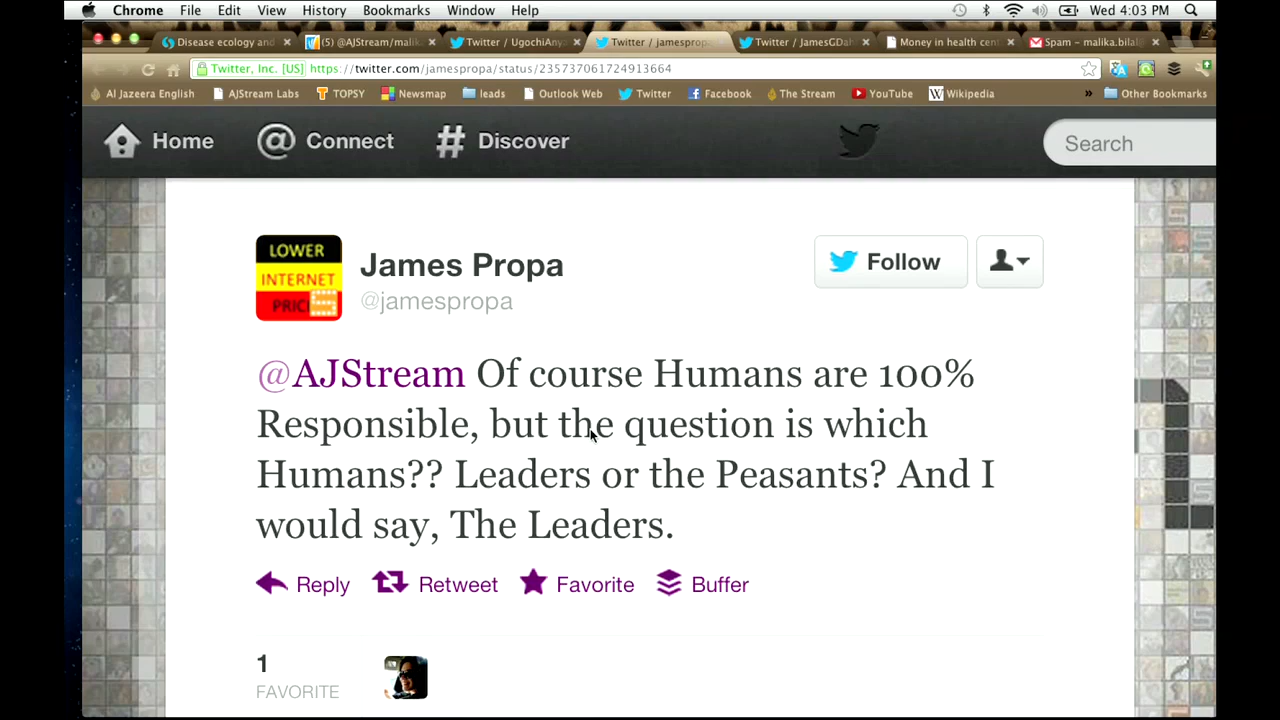 Chrome File Edit View History Bookmarks Window Help Wed 4:03 PM
Disease ecology and (5) @AJStream/malik Twitter / UgochiAnya Twitter / jamespropa Twitter / JamesGDah Money in health cen Spam – malika.bilal
Twitter, Inc. [US] https://twitter.com/jamespropa/status/235737061724913664
Al Jazeera English AJStream Labs TOPSY Newsmap leads Outlook Web Twitter Facebook The Stream YouTube Wikipedia » Other Bookmarks
Home @ Connect # Discover Search
LOWER
INTERNET
James Propa
@jamespropa
Follow
@AJStream Of course Humans are 100%
Responsible, but the question is which
Humans?? Leaders or the Peasants? And I
would say, The Leaders.
Reply Retweet Favorite Buffer
1
FAVORITE